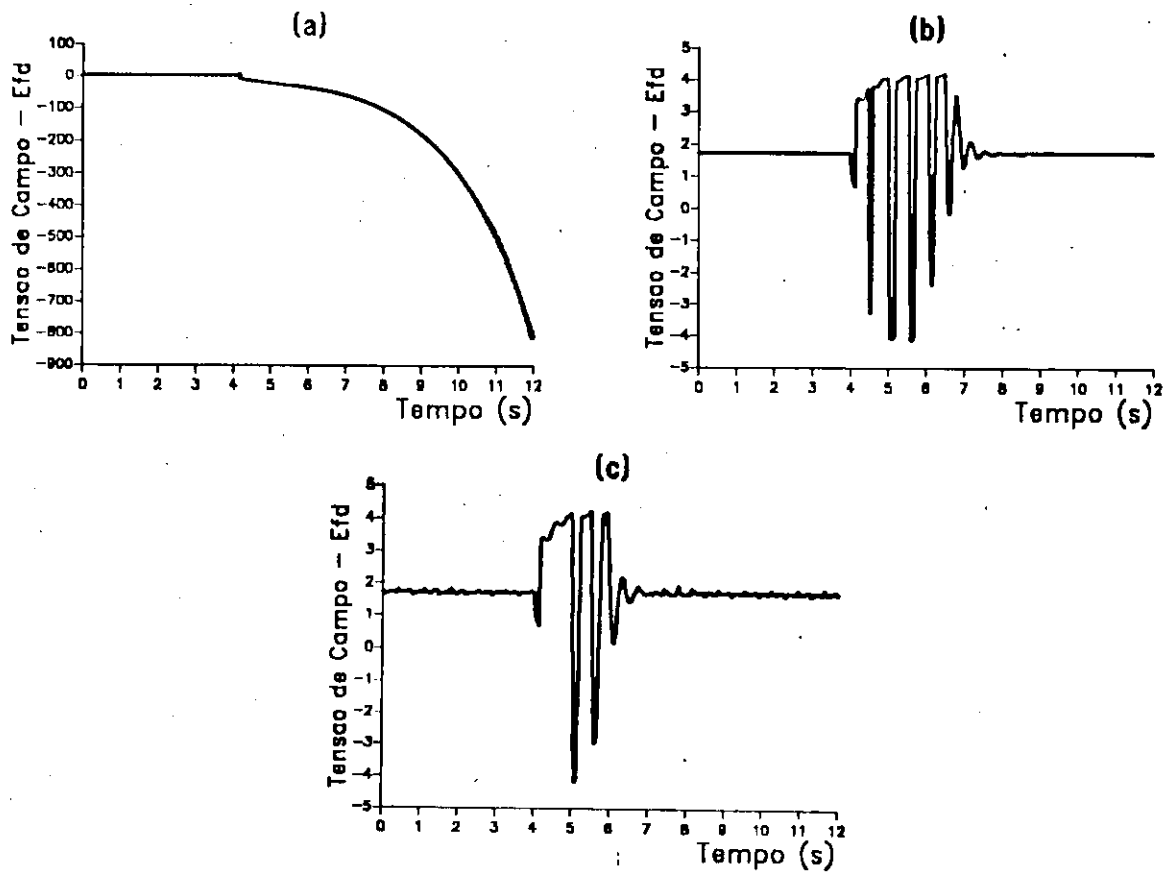 (a)
Tensao de Campo – Efd
100
0
-100
-200
-300
-400
-500
-600
-700
-800
-900
0 1 2 3 4 5 6 7 8 9 10 11 12
Tempo (s)
(b)
Tensao de Campo – Efd
5
4
3
2
1
0
-1
-2
-3
-4
-5
0 1 2 3 4 5 6 7 8 9 10 11 12
Tempo (s)
(c)
Tensao de Campo – Efd
5
4
3
2
1
0
-1
-2
-3
-4
-5
0 1 2 3 4 5 6 7 8 9 10 11 12
Tempo (s)